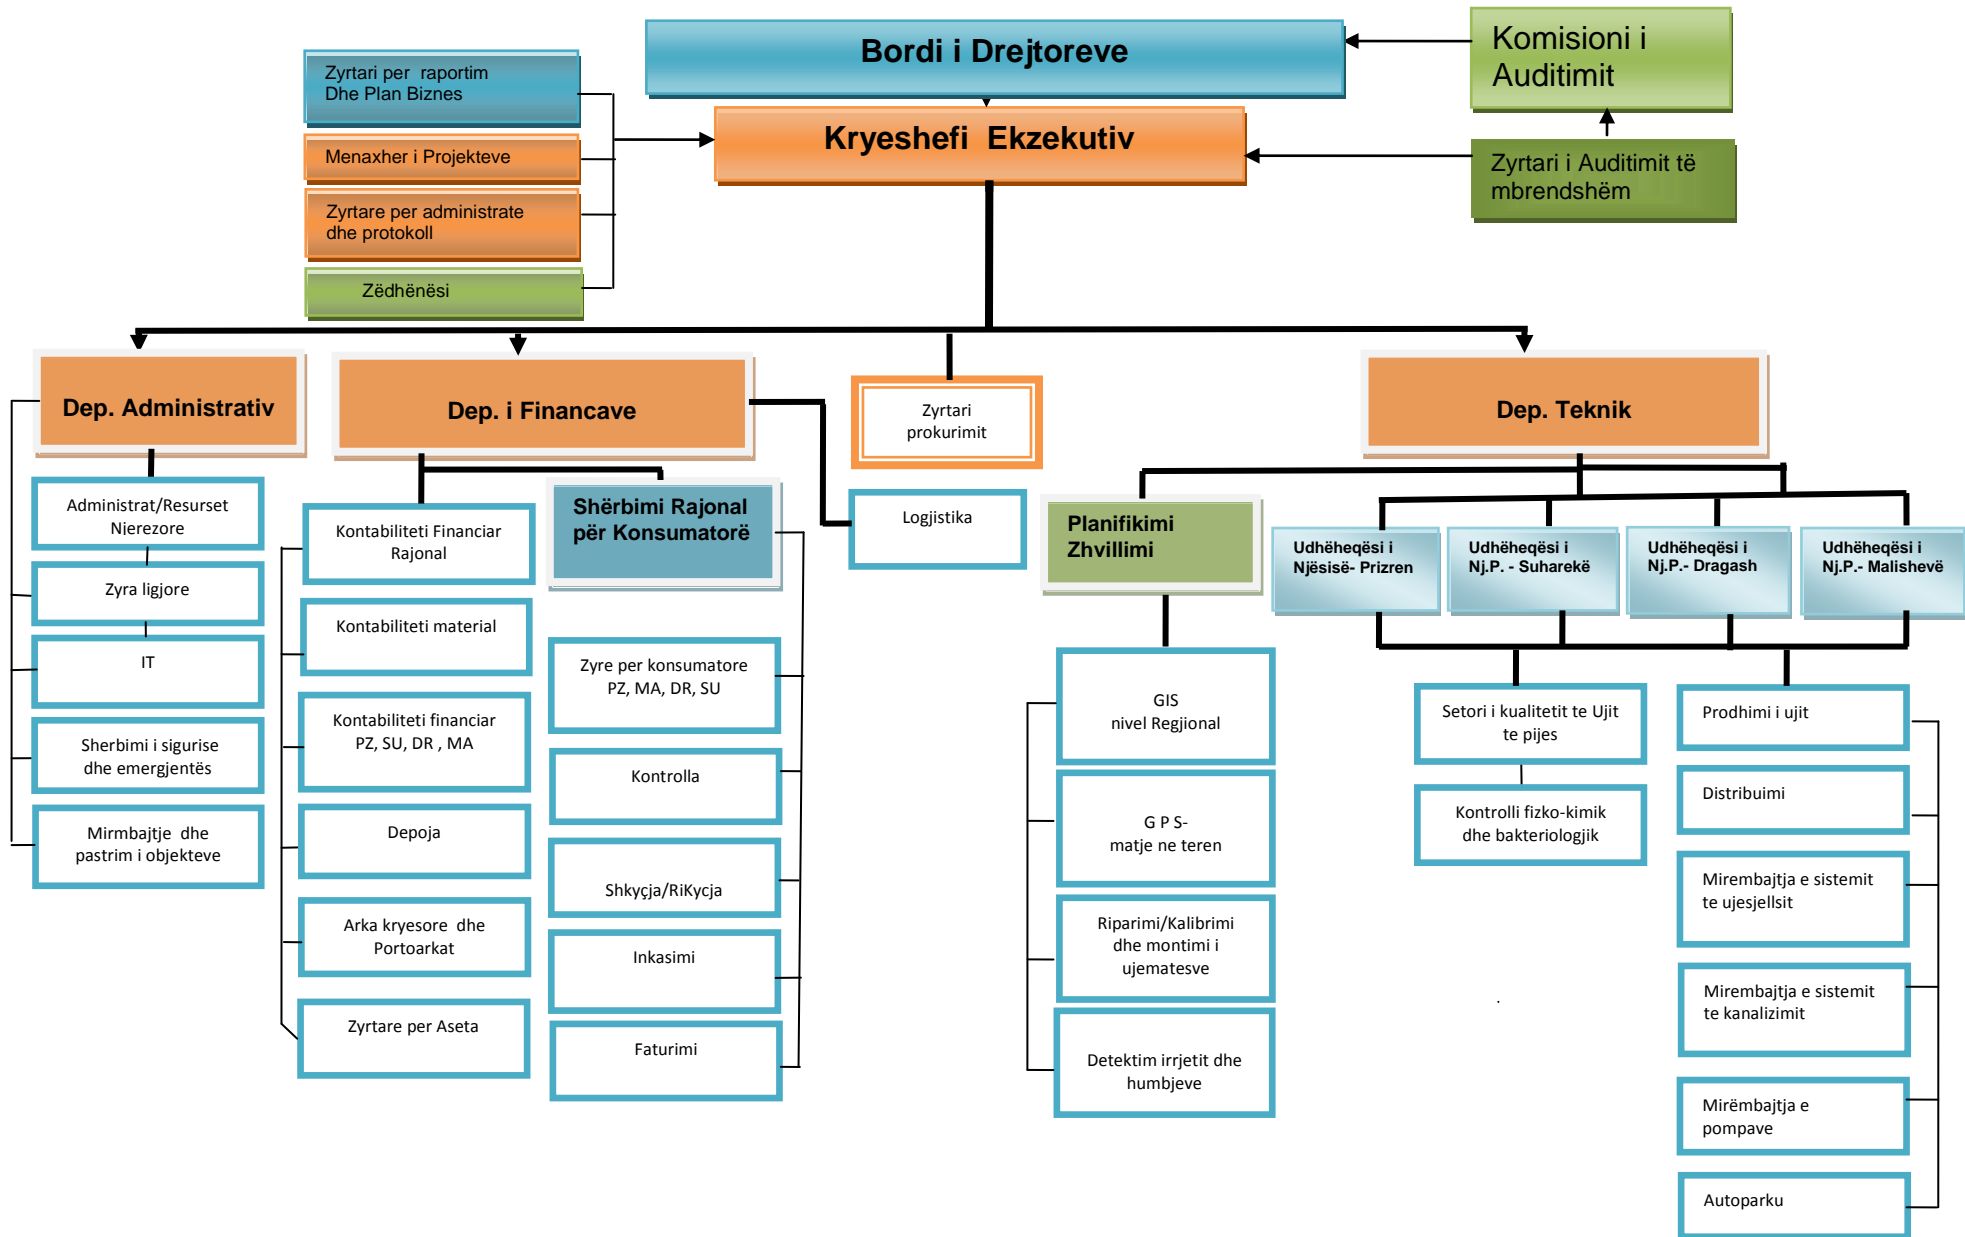 Bordi i Drejtoreve
Komisioni i
Auditimit
Zyrtari per raportim
Dhe Plan Biznes
Kryeshefi Ekzekutiv
Menaxher i Projekteve
Zyrtari i Auditimit të
mbrendshëm
Zyrtare per administrate
dhe protokoll
Zëdhënësi
Dep. Administrativ
Dep. i Financave
Zyrtari
prokurimit
Dep. Teknik
Administrat/Resurset
Nierezore
Zyra ligjore
IT
Sherbimi i sigurise
dhe emergjentës
Mirmbajtje dhe
pastrim i objekteve
Kontabiliteti Financiar
Rajonal
Kontabiliteti material
Kontabiliteti financiar
PZ, SU, DR , MA
Depoja
Arka kryesore dhe
Portoarkat
Zyrtare per Aseta
Shërbimi Rajonal
për Konsumatorë
Zyre per konsumatore
PZ, MA, DR, SU
Kontrolla
Shkyçja/RiKycja
Inkasimi
Faturimi
Logjistika
Planifikimi
Zhvillimi
GIS
nivel Regjional
G P S-
matje ne teren
Riparimi/Kalibrimi
dhe montimi i
ujematesve
Detektim irrjetit dhe
humbjeve
Udhëheqësi i
Njësisë- Prizren
Udhëheqësi i
Nj.P. - Suharekë
Udhëheqësi i
Nj.P.- Dragash
Udhëheqësi i
Nj.P.- Malishevë
Setori i kualitetit te Ujit
te pijes
Kontrolli fizko-kimik
dhe bakteriologjik
Prodhimi i ujit
Distribuimi
Mirembajtja e sistemit
te ujesjellsit
Mirembajtja e sistemit
te kanalizimit
Mirëmbajtja e
pompave
Autoparku